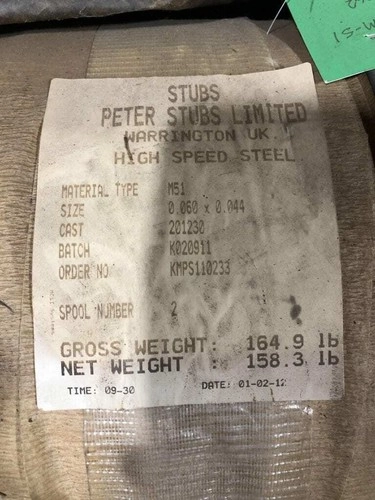 STUBS
PETER STUBS LIMITED
WARRINGTON UK.
HIGH SPEED STEEL
MATERIAL TYPE M51
SIZE 0.060 x 0.044
CAST 201230
BATCH K020911
ORDER NO KMPS110233
SPOOL NUMBER 2
GROSS WEIGHT: 164.9 lb
NET WEIGHT : 158.3 lb
TIME: 09-30 DATE: 01-02-12
M-51